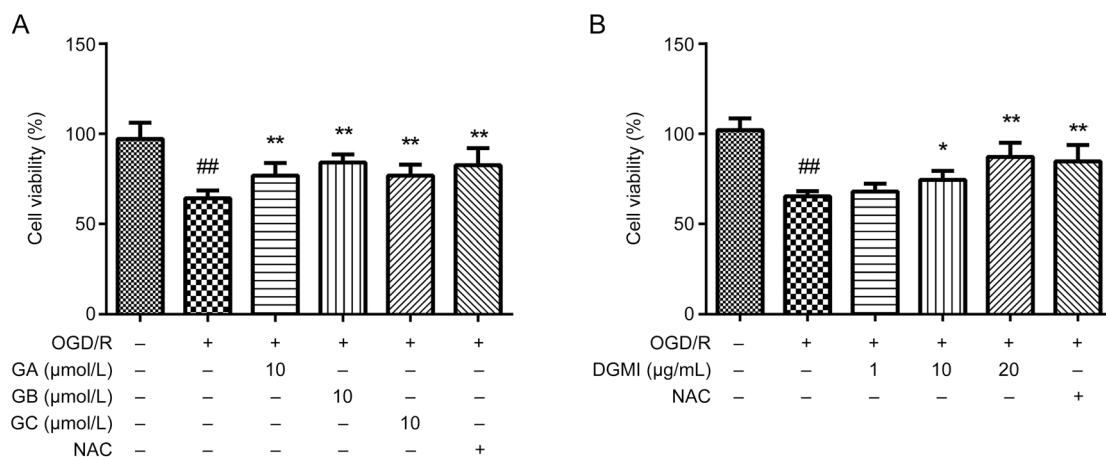 A
150
100
50
0
Cell viability (%)
## ** ** ** **
OGD/R – + + + + +
GA (μmol/L) – – 10 – – –
GB (μmol/L) – – – 10 – –
GC (μmol/L) – – – – 10 –
NAC – – – – – +
B
150
100
50
0
Cell viability (%)
## * ** **
OGD/R – + + + + +
DGMI (μg/mL) – – 1 10 20 –
NAC – – – – – +